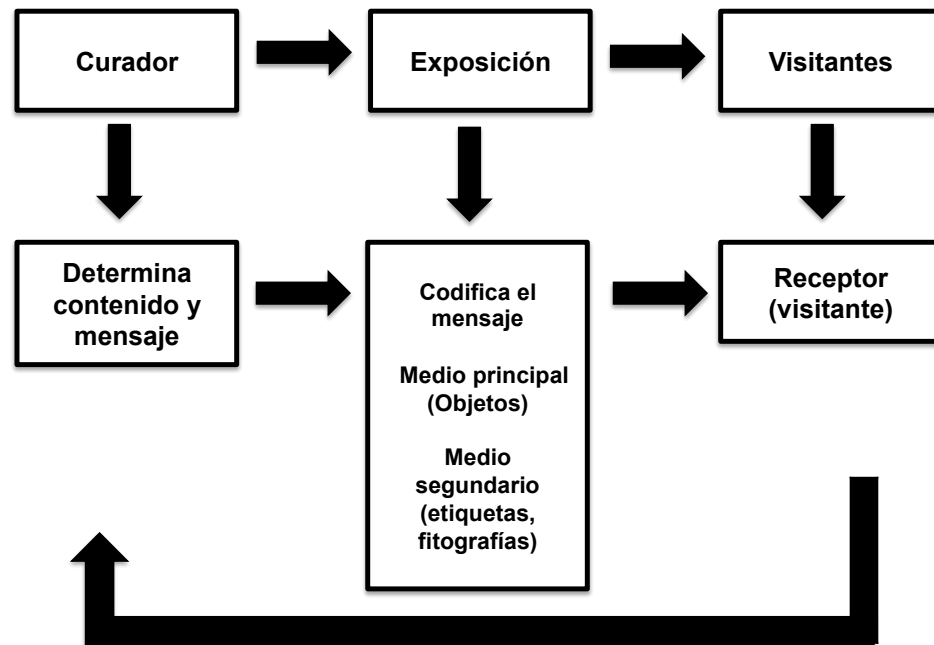 Curador
Exposición
Visitantes
Determina
contenido y
mensaje
Codifica el
mensaje
Medio principal
(Objetos)
Medio
segundario
(etiquetas,
fitografías)
Receptor
(visitante)